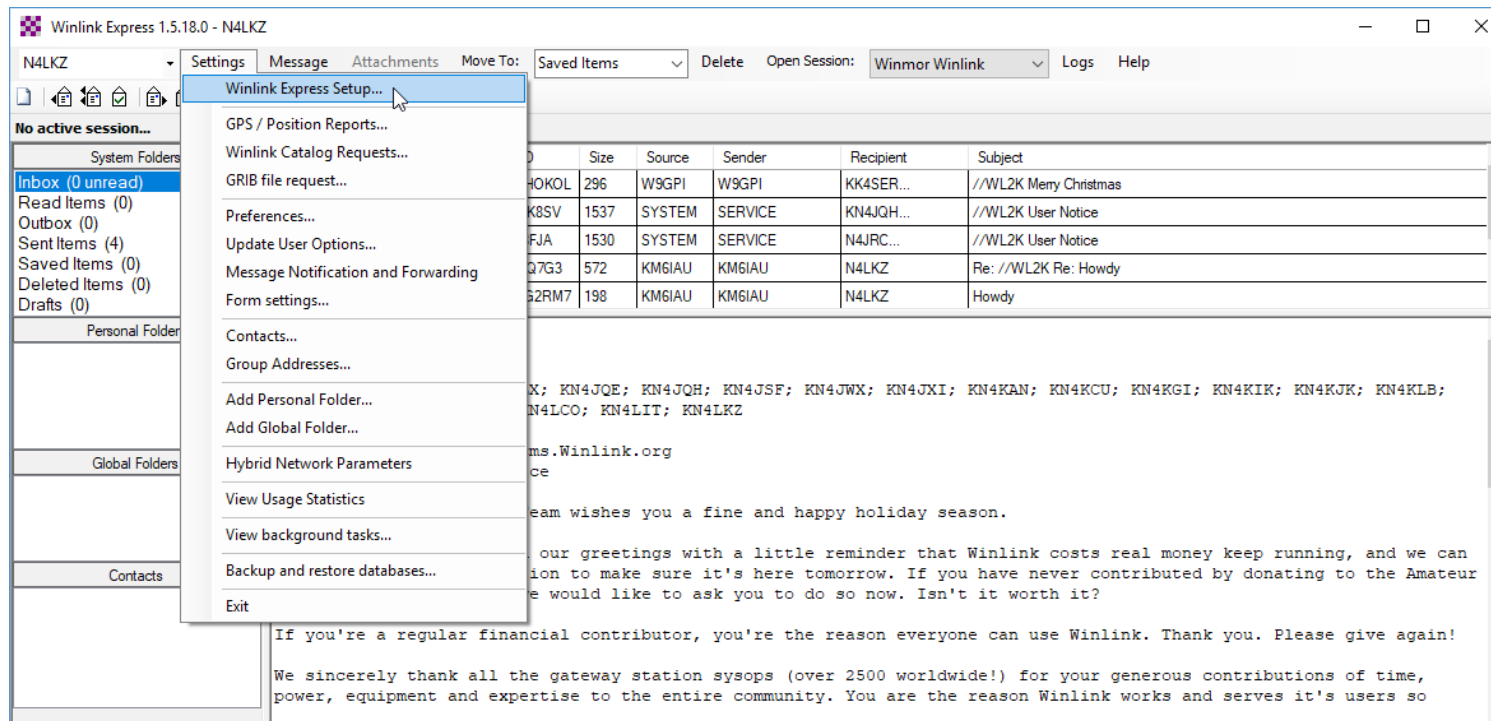 Winlink Express 1.5.18.0 - N4LKZ
N4LKZ Settings Message Attachments Move To: Saved Items Delete Open Session: Winmor Winlink Logs Help
Winlink Express Setup...
GPS / Position Reports...
Winlink Catalog Requests...
GRIB file request...
Preferences...
Update User Options...
Message Notification and Forwarding
Form settings...
Contacts...
Group Addresses...
Add Personal Folder...
Add Global Folder...
Hybrid Network Parameters
View Usage Statistics
View background tasks...
Backup and restore databases...
Exit
No active session...
System Folders
Inbox (0 unread)
Read Items (0)
Outbox (0)
Sent Items (4)
Saved Items (0)
Deleted Items (0)
Drafts (0)
Personal Folder
Global Folders
Contacts
Size Source Sender Recipient Subject
HOKOL 296 W9GPI W9GPI KK4SER... //WL2K Merry Christmas
K8SV 1537 SYSTEM SERVICE KN4JQH... //WL2K User Notice
FJA 1530 SYSTEM SERVICE N4JRC... //WL2K User Notice
Q7G3 572 KM6IAU KM6IAU N4LKZ Re: //WL2K Re: Howdy
G2RM7 198 KM6IAU KM6IAU N4LKZ Howdy
X; KN4JQE; KN4JQH; KN4JSF; KN4JWX; KN4JXI; KN4KAN; KN4KCU; KN4KGI; KN4KIK; KN4KJK; KN4KLB;
N4LCO; KN4LIT; KN4LKZ
ms.Winlink.org
ce
eam wishes you a fine and happy holiday season.
our greetings with a little reminder that Winlink costs real money keep running, and we can
ion to make sure it's here tomorrow. If you have never contributed by donating to the Amateur
e would like to ask you to do so now. Isn't it worth it?
If you're a regular financial contributor, you're the reason everyone can use Winlink. Thank you. Please give again!
We sincerely thank all the gateway station sysops (over 2500 worldwide!) for your generous contributions of time,
power, equipment and expertise to the entire community. You are the reason Winlink works and serves it's users so